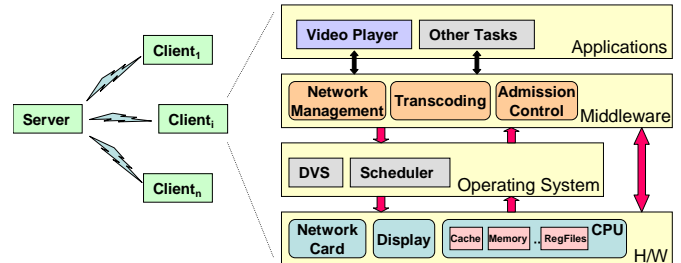 Server
Client1
Clienti
Clientn
Video Player
Other Tasks
Applications
Network
Management
Transcoding
Admission
Control
Middleware
DVS
Scheduler
Operating System
Network
Card
Display
Cache
Memory
..
RegFiles
CPU
H/W